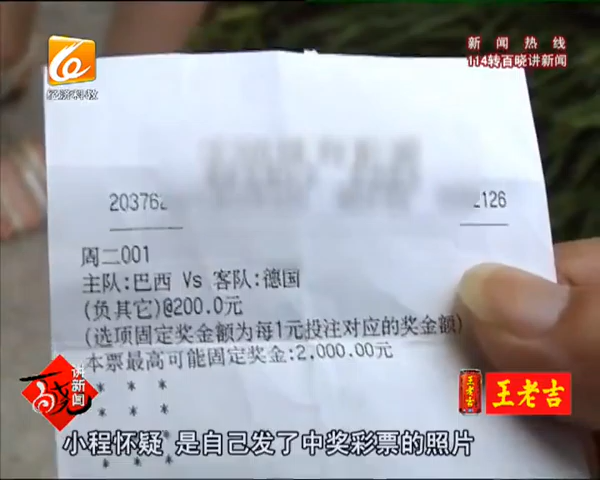 经济科教
新闻热线
114转百晓讲新闻
203762
2126
周二001
主队:巴西 Vs 客队:德国
(负其它)@200.0元
(选项固定奖金额为每1元投注对应的奖金额)
本票最高可能固定奖金:2,000.00元
* * *
* * *
* * *
* * *
百晓
讲新闻
王老吉
王老吉
小程怀疑 是自己发了中奖彩票的照片